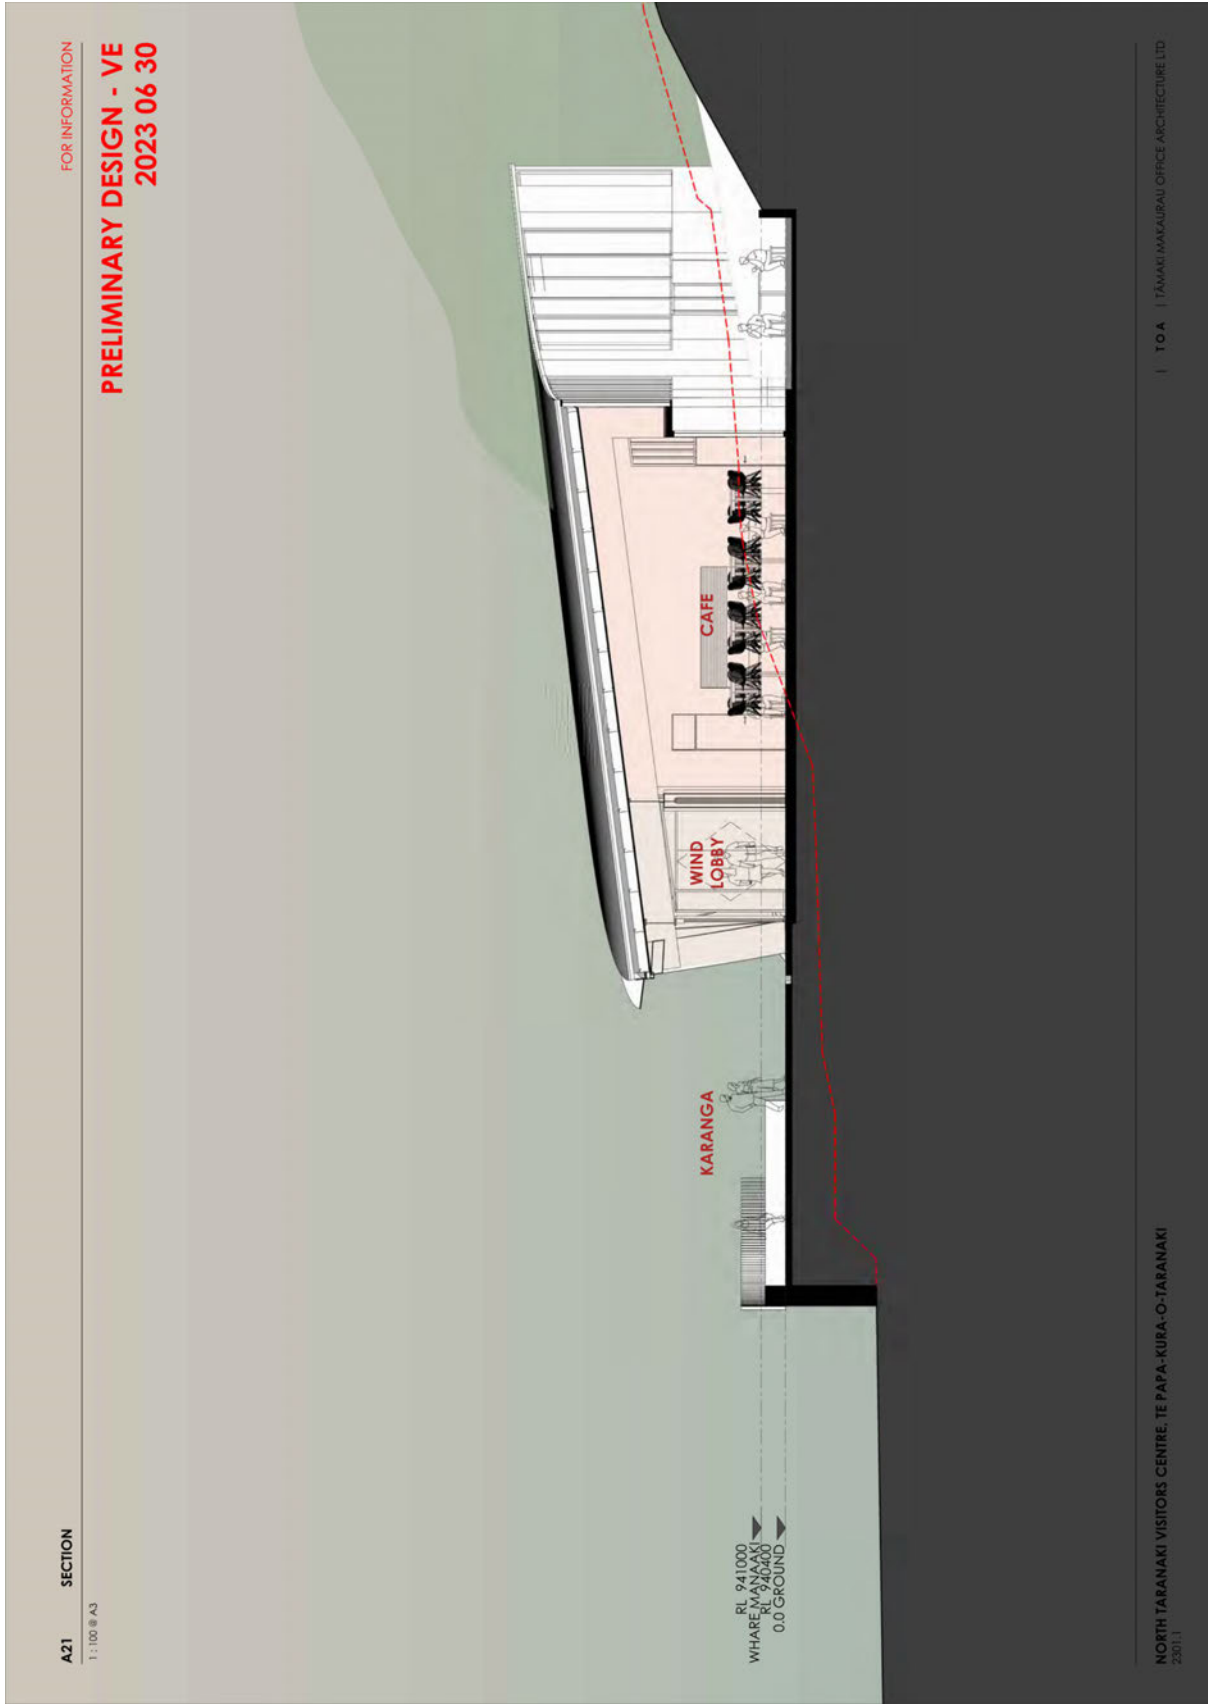 A21 SECTION
FOR INFORMATION
1 : 100 @ A3
PRELIMINARY DESIGN - VE
2023 06 30
KARANGA
WIND
LOBBY
CAFE
RL 941000
WHARE MANAAKI
RL 940400
0.0 GROUND
NORTH TARANAKI VISITORS CENTRE, TE PAPA-KURA-O-TARANAKI
2301.1
| TOA | TĀMAKI MAKAURAU OFFICE ARCHITECTURE LTD